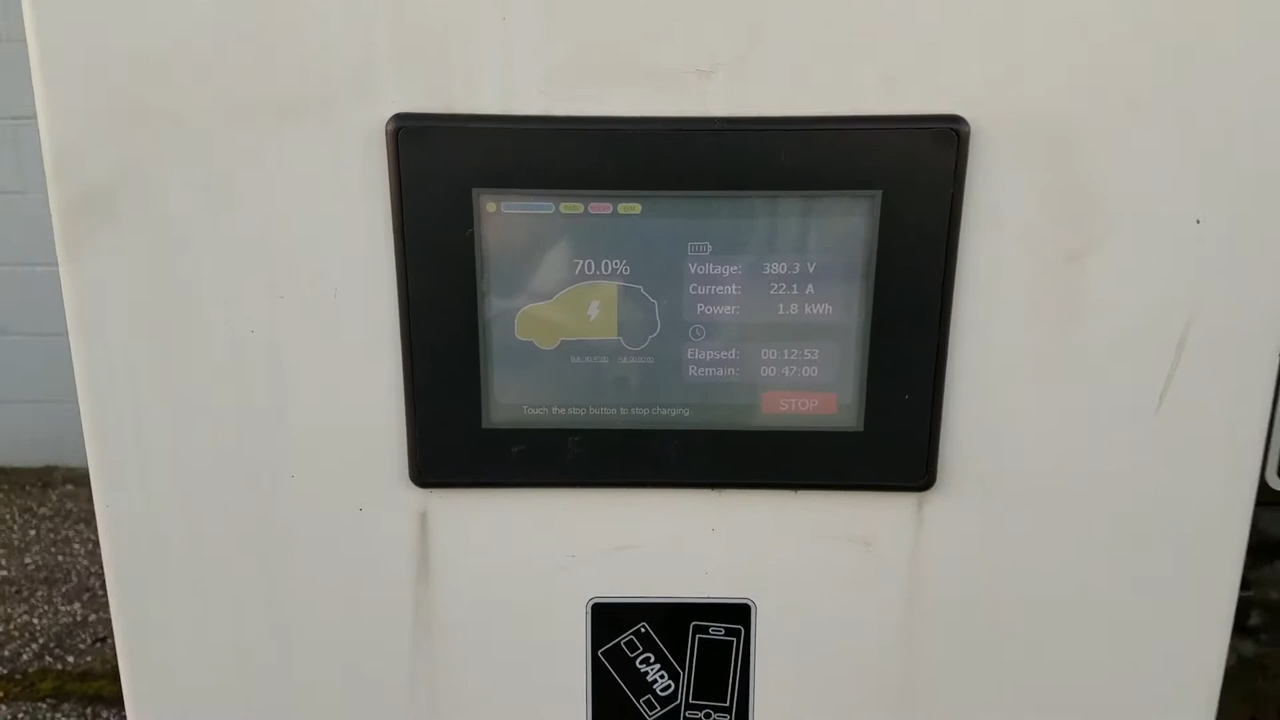 70.0%
Voltage: 380.3 V
Current: 22.1 A
Power: 1.8 kWh
Elapsed: 00:12:53
Remain: 00:47:00
Touch the stop button to stop charging.
STOP
CARD